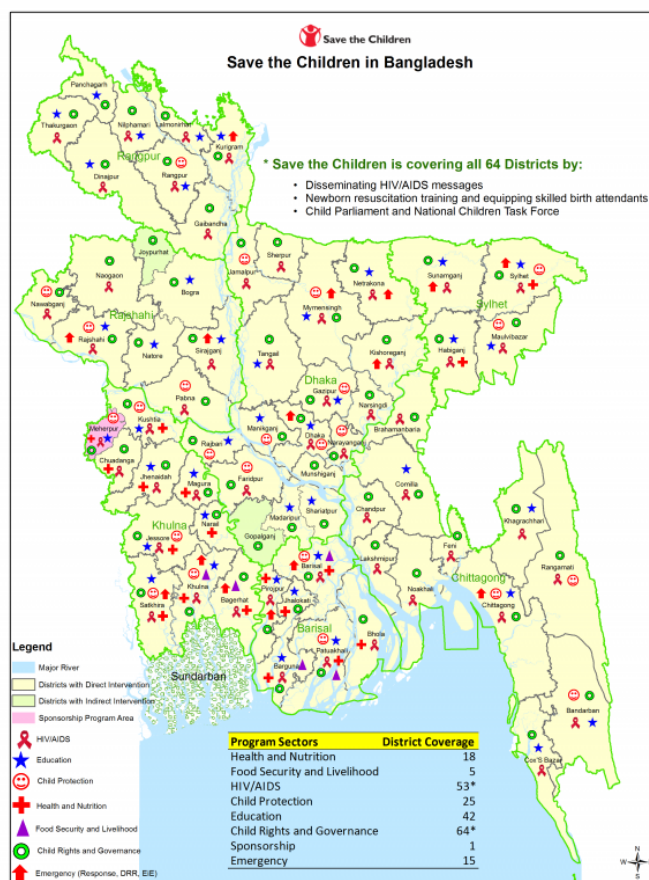 Save the Children
Save the Children in Bangladesh
Panchagarh
Thakurgaon
Nilphamari
Lalmonirhat
Kurigram
Rangpur
Dinajpur
Rangpur
Gaibandha
* Save the Children is covering all 64 Districts by:
• Disseminating HIV/AIDS messages
• Newborn resuscitation training and equipping skilled birth attendants
• Child Parliament and National Children Task Force
Joypurhat
Naogaon
Bogra
Nawabganj
Rajshahi
Rajshahi
Natore
Sirajganj
Pabna
Jamalpur
Sherpur
Mymensingh
Netrakona
Tangail
Kishoreganj
Sunamganj
Sylhet
Sylhet
Habiganj
Maulvibazar
Dhaka
Gazipur
Narsingdi
Manikganj
Dhaka
Narayanganj
Brahamanbaria
Munshiganj
Meherpur
Kushtia
Chuadanga
Rajbari
Jhenaidah
Magura
Faridpur
Madaripur
Shariatpur
Gopalganj
Khulna
Narail
Jessore
Khulna
Satkhira
Bagerhat
Comilla
Chandpur
Lakshmipur
Noakhali
Feni
Khagrachhari
Rangamati
Chittagong
Chittagong
Bandarban
Cox'S Bazar
Barisal
Pirojpur
Jhalokati
Barisal
Bhola
Patuakhali
Barguna
Sundarban
Legend
Major River
Districts with Direct Intervention
Districts with Indirect Intervention
Sponsorship Program Area
HIV/AIDS
Education
Child Protection
Health and Nutrition
Food Security and Livelihood
Child Rights and Governance
Emergency (Response, DRR, EiE)
Program Sectors District Coverage
Health and Nutrition 18
Food Security and Livelihood 5
HIV/AIDS 53*
Child Protection 25
Education 42
Child Rights and Governance 64*
Sponsorship 1
Emergency 15
N
W E
S